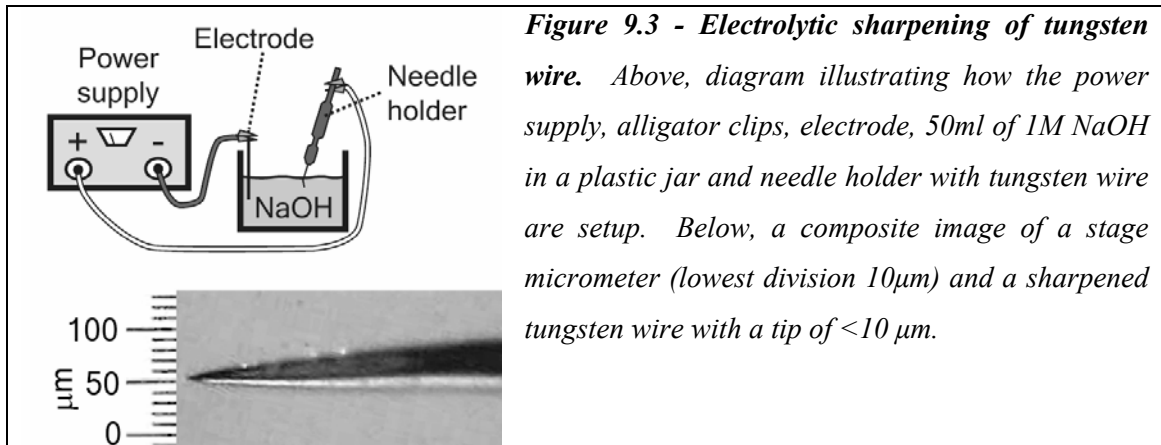 Electrode
Power
supply
Needle
holder
+ -
NaOH
100
50
0
μm
Figure 9.3 - Electrolytic sharpening of tungsten
wire. Above, diagram illustrating how the power
supply, alligator clips, electrode, 50ml of 1M NaOH
in a plastic jar and needle holder with tungsten wire
are setup. Below, a composite image of a stage
micrometer (lowest division 10μm) and a sharpened
tungsten wire with a tip of <10 μm.